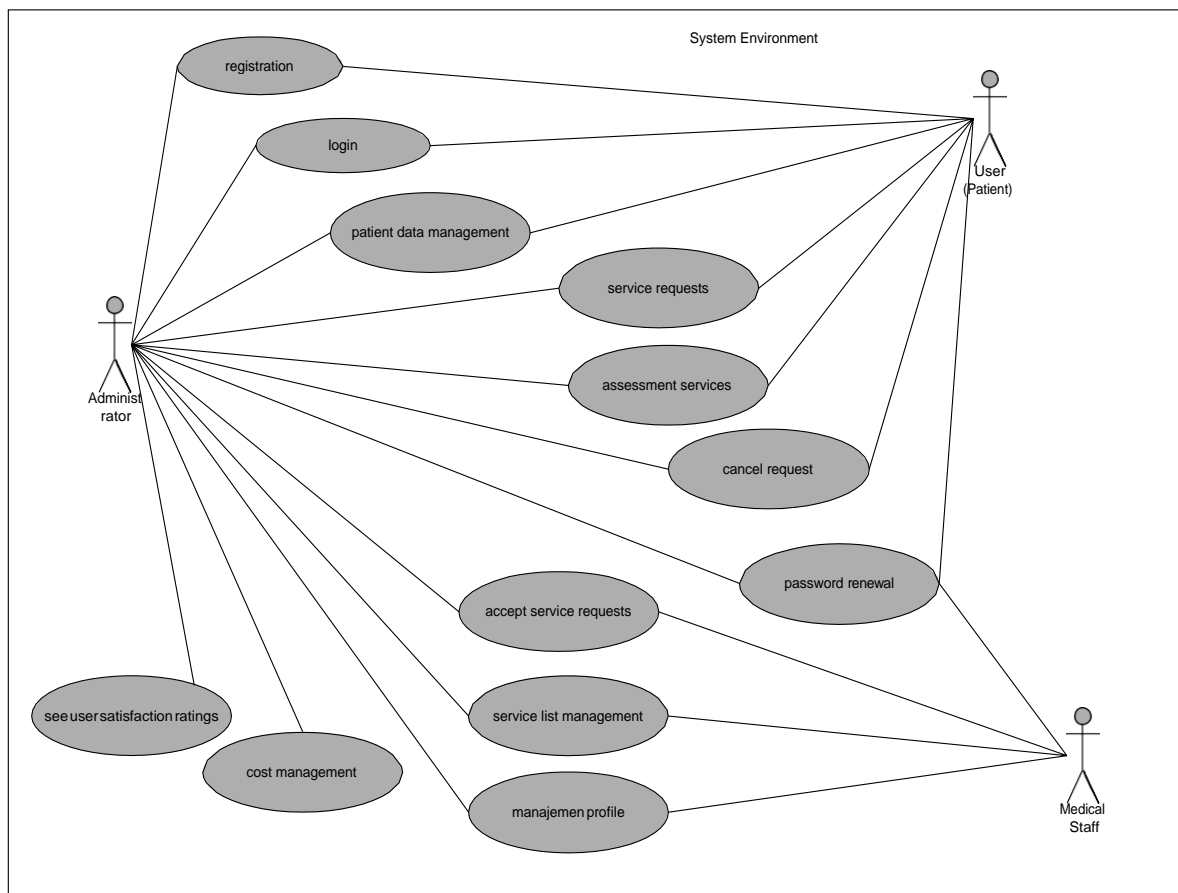 System Environment
registration
login
User
(Patient)
patient data management
service requests
Administ
rator
assessment services
cancel request
password renewal
accept service requests
see user satisfaction ratings
service list management
cost management
manajemen profile
Medical
Staff